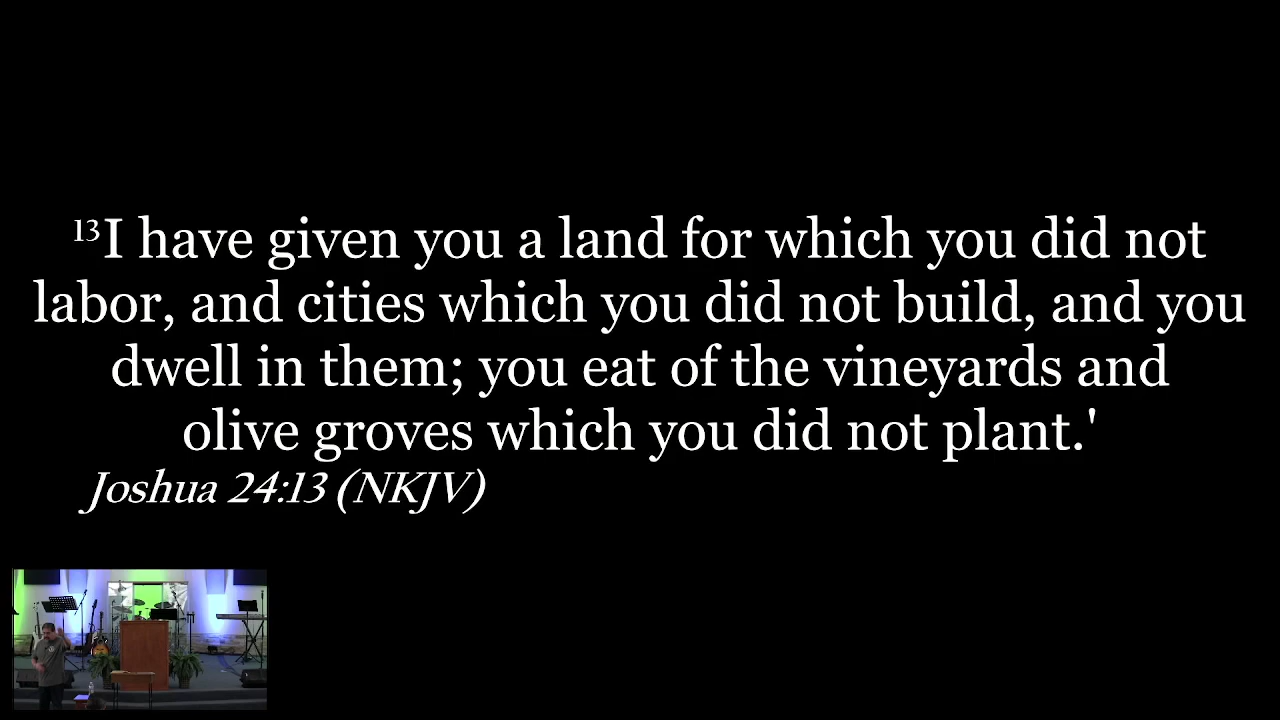 13I have given you a land for which you did not
labor, and cities which you did not build, and you
dwell in them; you eat of the vineyards and
olive groves which you did not plant.'
Joshua 24:13 (NKJV)